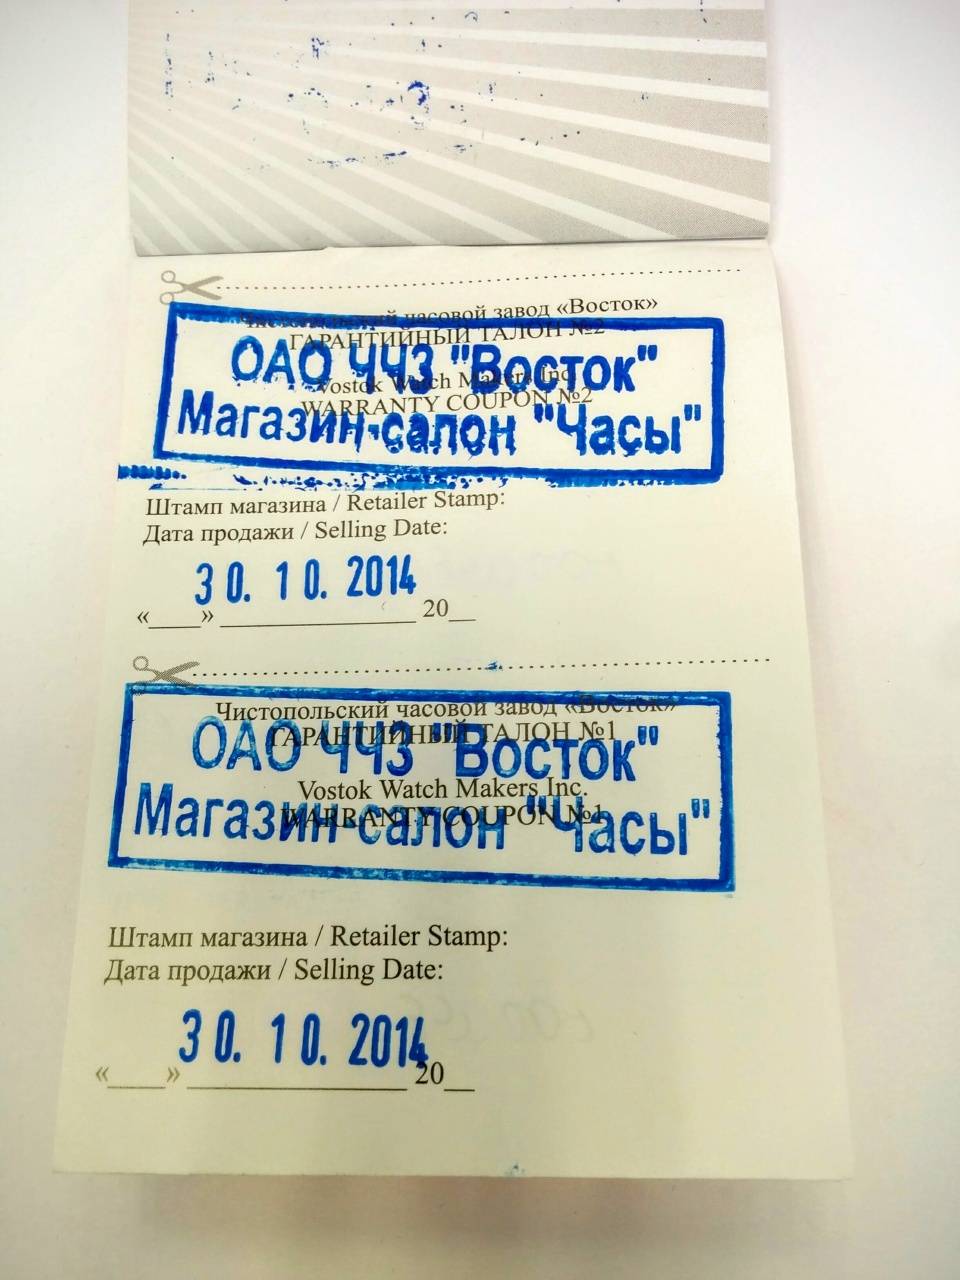 Чистопольский часовой завод «Восток»
ГАРАНТИЙНЫЙ ТАЛОН №2
ОАО ЧЧЗ "Восток"
Vostok Watch Makers Inc.
WARRANTY COUPON №2
Магазин-салон "Часы"
Штамп магазина / Retailer Stamp:
Дата продажи / Selling Date:
30. 10. 2014
«____» _______________ 20__
Чистопольский часовой завод «Восток»
ГАРАНТИЙНЫЙ ТАЛОН №1
ОАО ЧЧЗ "Восток"
Vostok Watch Makers Inc.
WARRANTY COUPON №1
Магазин-салон "Часы"
Штамп магазина / Retailer Stamp:
Дата продажи / Selling Date:
30. 10. 2014
«____» _______________ 20__